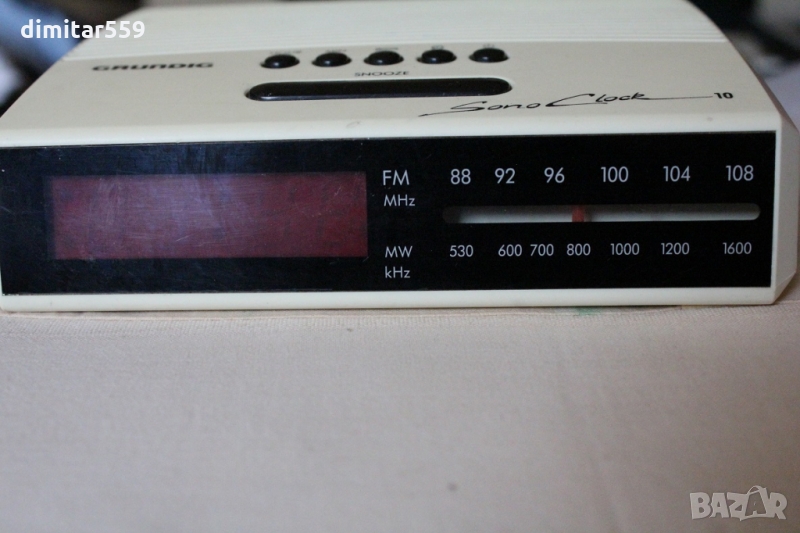 dimitar559
GRUNDIG
SNOOZE
Sono Clock 10
FM 88 92 96 100 104 108
MHz
MW 530 600 700 800 1000 1200 1600
kHz
BAZAR